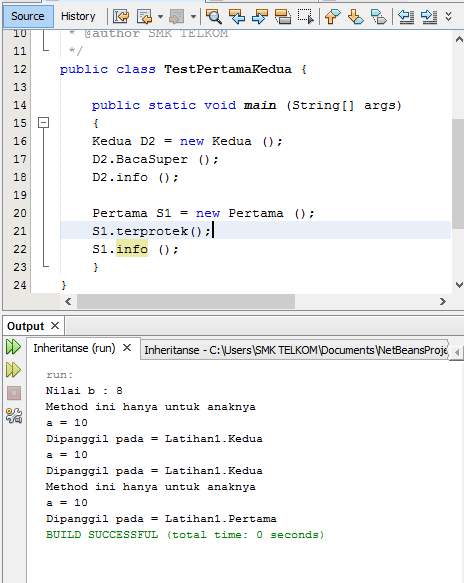 Source History
10 * @author SMK TELKOM
11 */
12 public class TestPertamaKedua {
13
14 public static void main (String[] args)
15 {
16 Kedua D2 = new Kedua ();
17 D2.BacaSuper ();
18 D2.info ();
19
20 Pertama S1 = new Pertama ();
21 S1.terprotek();
22 S1.info ();
23 }
24 }
Output ×
Inheritanse (run) × Inheritanse - C:\Users\SMK TELKOM\Documents\NetBeansProje
run:
Nilai b : 8
Method ini hanya untuk anaknya
a = 10
Dipanggil pada = Latihan1.Kedua
a = 10
Dipanggil pada = Latihan1.Kedua
Method ini hanya untuk anaknya
a = 10
Dipanggil pada = Latihan1.Pertama
BUILD SUCCESSFUL (total time: 0 seconds)